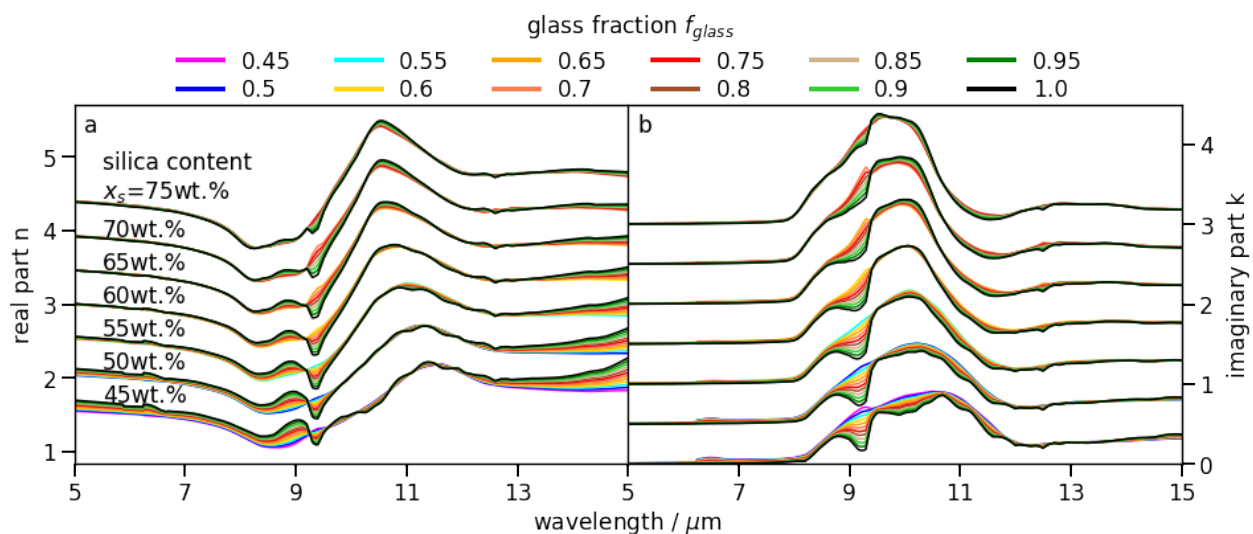 glass fraction f_glass
0.45 0.55 0.65 0.75 0.85 0.95
0.5 0.6 0.7 0.8 0.9 1.0
a
b
silica content
x_s=75wt.%
70wt.%
65wt.%
60wt.%
55wt.%
50wt.%
45wt.%
real part n
5
4
3
2
1
imaginary part k
4
3
2
1
0
5 7 9 11 13 5 7 9 11 13 15
wavelength / μm